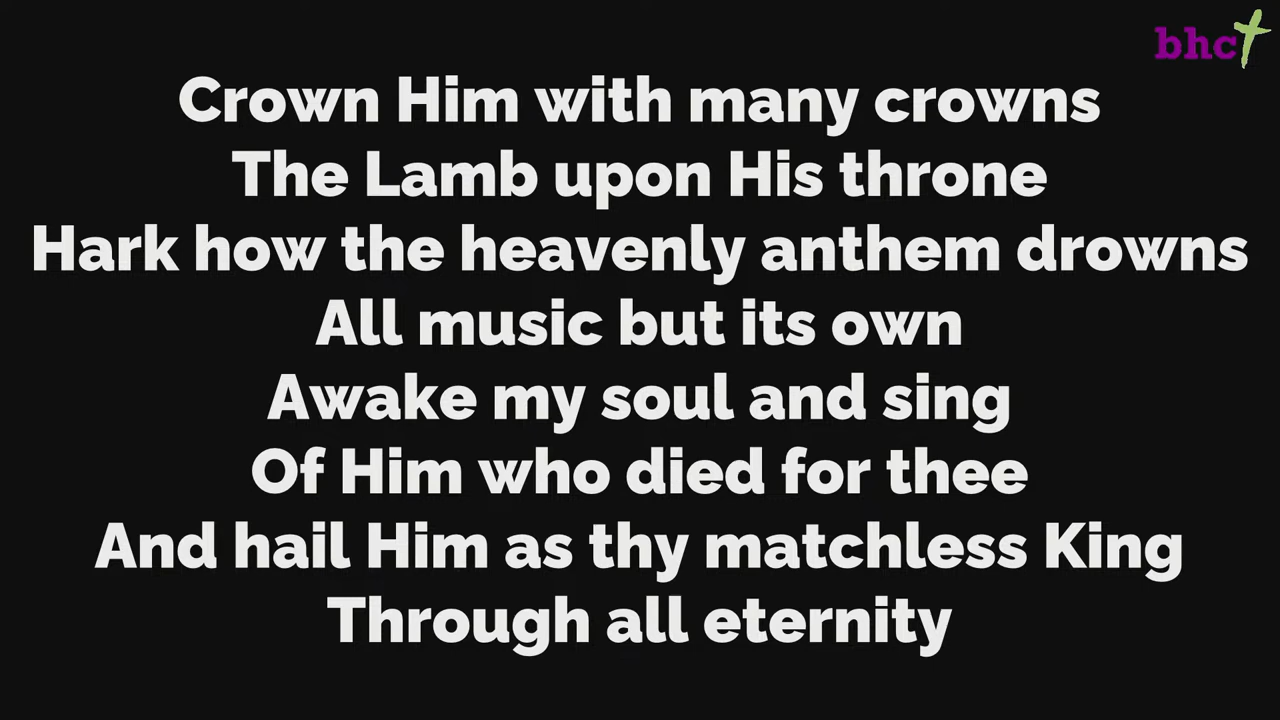 bhc
Crown Him with many crowns
The Lamb upon His throne
Hark how the heavenly anthem drowns
All music but its own
Awake my soul and sing
Of Him who died for thee
And hail Him as thy matchless King
Through all eternity